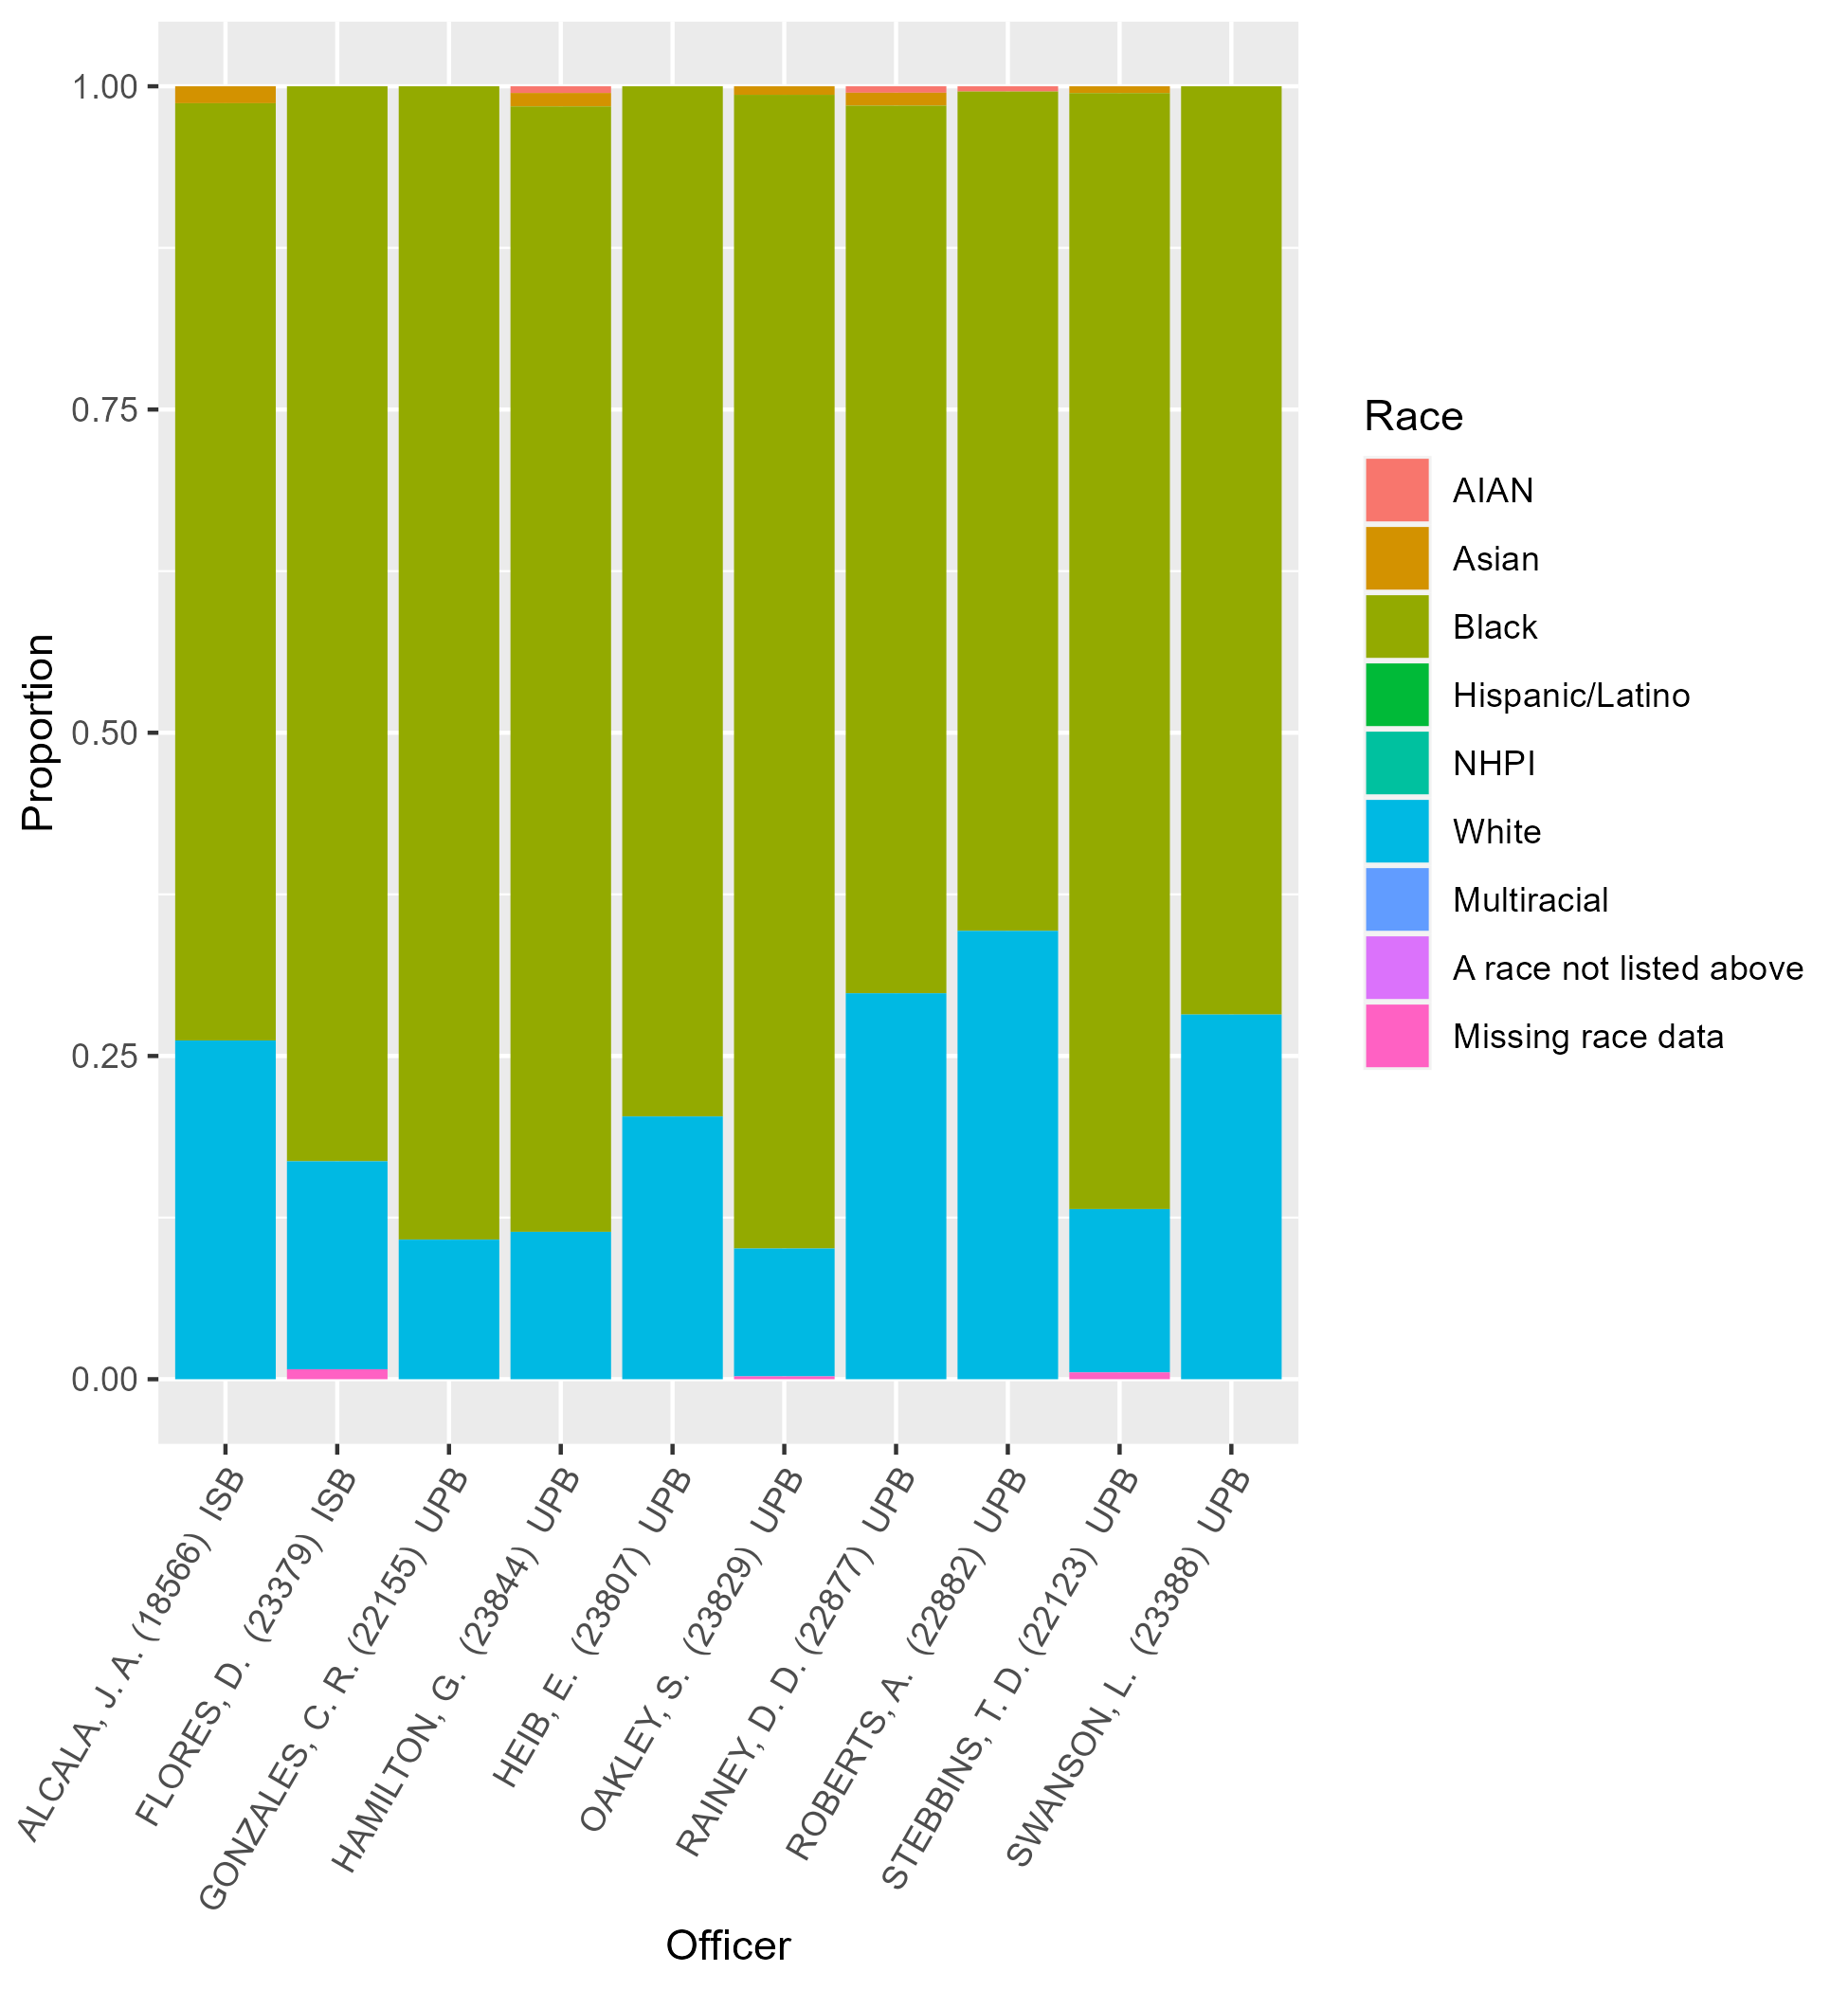 1.00
0.75
0.50
0.25
0.00
Proportion
ALCALA, J. A. (18566) ISB
FLORES, D. (23379) ISB
GONZALES, C. R. (22155) UPB
HAMILTON, G. (23844) UPB
HEIB, E. (23807) UPB
OAKLEY, S. (23829) UPB
RAINEY, D. D. (22877) UPB
ROBERTS, A. (22882) UPB
STEBBINS, T. D. (22123) UPB
SWANSON, L. (23388) UPB
Officer
Race
AIAN
Asian
Black
Hispanic/Latino
NHPI
White
Multiracial
A race not listed above
Missing race data